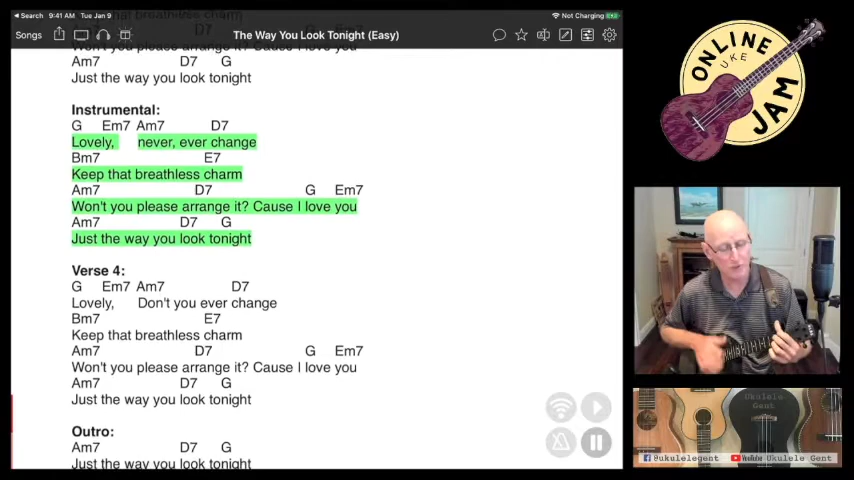 Search 9:41 AM Tue Jan 9 Not Charging
Songs The Way You Look Tonight (Easy)
Am7 D7 G
Just the way you look tonight
Instrumental:
G Em7 Am7 D7
Lovely, never, ever change
Bm7 E7
Keep that breathless charm
Am7 D7 G Em7
Won't you please arrange it? Cause I love you
Am7 D7 G
Just the way you look tonight
Verse 4:
G Em7 Am7 D7
Lovely, Don't you ever change
Bm7 E7
Keep that breathless charm
Am7 D7 G Em7
Won't you please arrange it? Cause I love you
Am7 D7 G
Just the way you look tonight
Outro:
Am7 D7 G
Just the way you look tonight
ONLINE
UKE
JAM
Ukulele
Gent
@ukulelegent YouTube Ukulele Gent